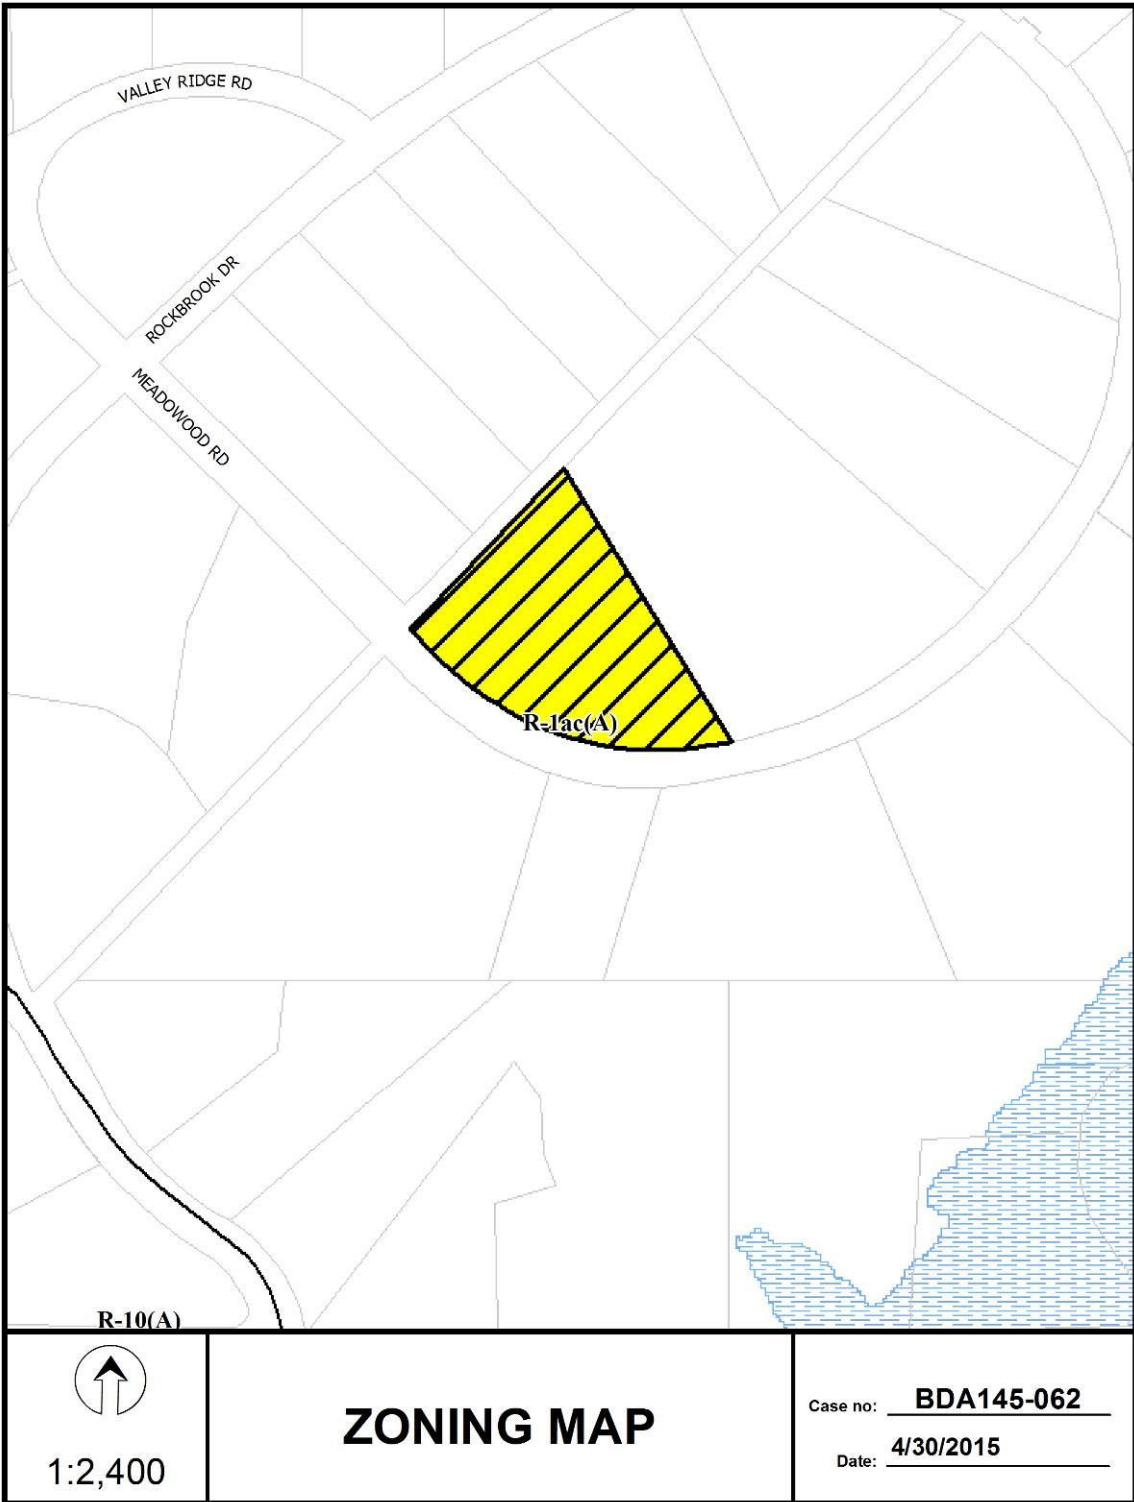 VALLEY RIDGE RD
ROCKBROOK DR
MEADOWOOD RD
R-1ac(A)
R-10(A)
1:2,400
ZONING MAP
Case no: BDA145-062
Date: 4/30/2015